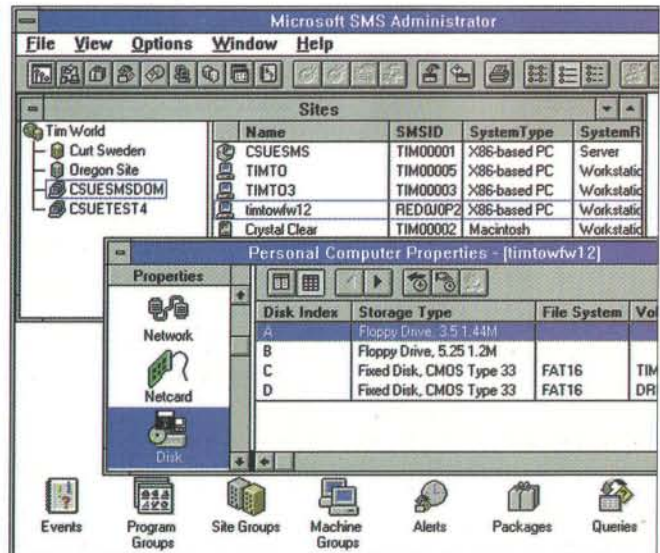 Microsoft SMS Administrator
File View Options Window Help
Sites
Tim World
Curt Sweden
Oregon Site
CSUESMSDOM
CSUETEST4
Name SMSID SystemType SystemR
CSUESMS TIM00001 X86-based PC Server
TIMTO TIM00005 X86-based PC Workstatic
TIMTO3 TIM00003 X86-based PC Workstatic
timtowfw12 RED0J0P2 X86-based PC Workstatic
Crystal Clear TIM00002 Macintosh Workstatic
Personal Computer Properties - [timtowfw12]
Properties
Network
Netcard
Disk
Disk Index Storage Type File System Vol
A Floppy Drive, 3.5 1.44M
B Floppy Drive, 5.25 1.2M
C Fixed Disk, CMOS Type 33 FAT16 TIM
D Fixed Disk, CMOS Type 33 FAT16 DRI
Events
Program Groups
Site Groups
Machine Groups
Alerts
Packages
Queries